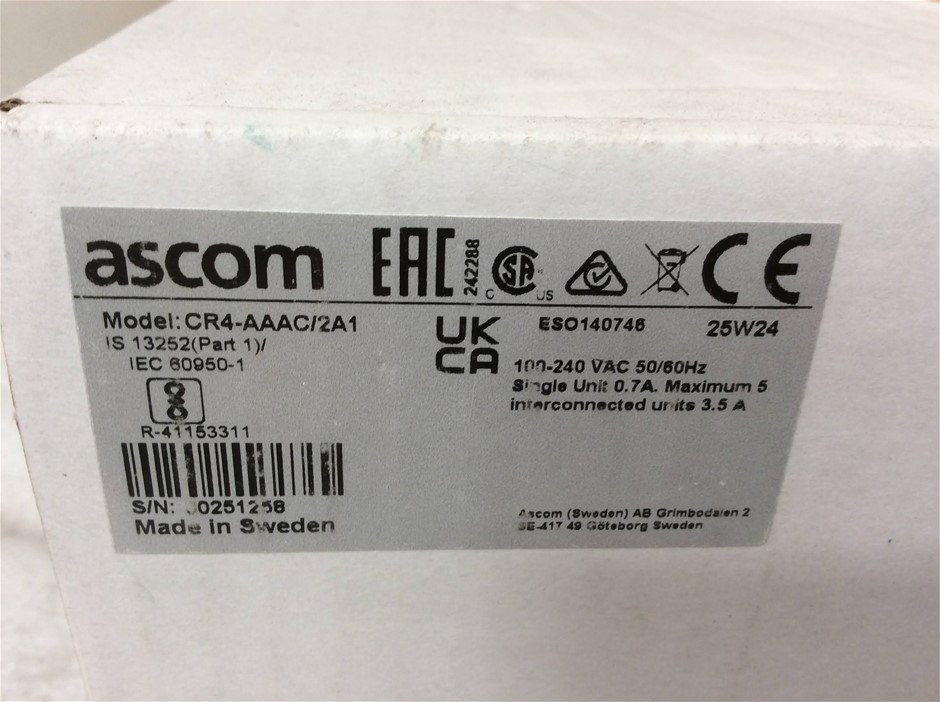 ascom EAC 242288 C US CE
Model: CR4-AAAC/2A1
IS 13252(Part 1)/
IEC 60950-1
R-41153311
S/N:
Made in Sweden
UK
CA
ESO140746 25W24
100-240 VAC 50/60Hz
Single Unit 0.7A. Maximum 5
interconnected units 3.5 A
Ascom (Sweden) AB Grimbodalen 2
SE-417 49 Göteborg Sweden